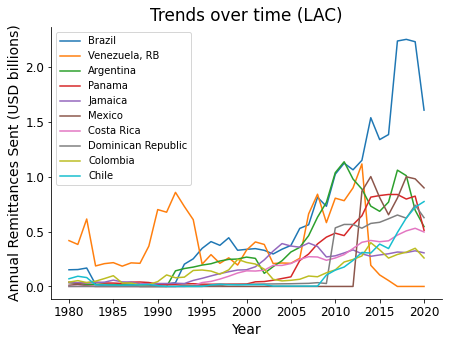 Trends over time (LAC)
Annual Remittances Sent (USD billions)
2.0
1.5
1.0
0.5
0.0
Brazil
Venezuela, RB
Argentina
Panama
Jamaica
Mexico
Costa Rica
Dominican Republic
Colombia
Chile
1980 1985 1990 1995 2000 2005 2010 2015 2020
Year